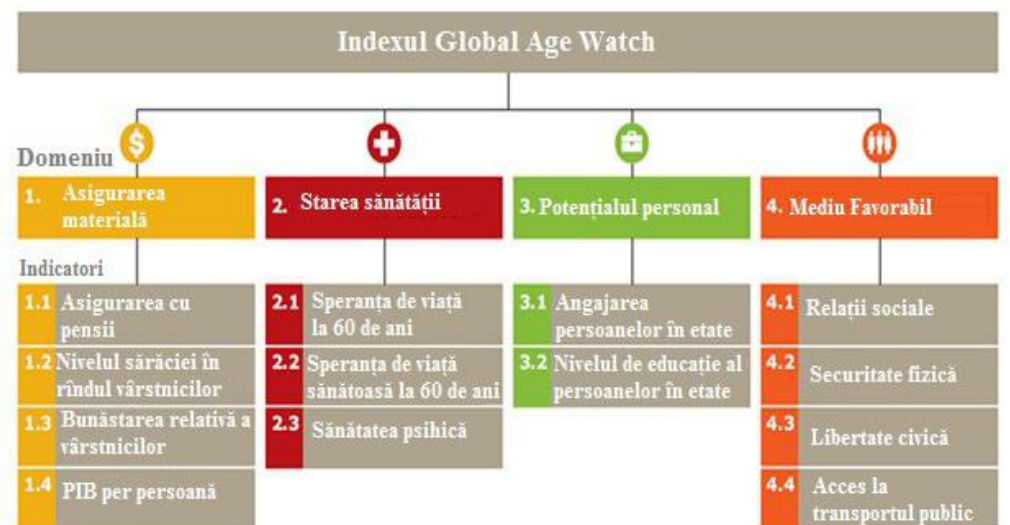 Indexul Global Age Watch
$
Domeniu
1. Asigurarea
materială
2. Starea sănătății
3. Potențialul personal
4. Mediu Favorabil
Indicatori
1.1 Asigurarea cu
pensii
1.2 Nivelul sărăciei în
rîndul vârstnicilor
1.3 Bunăstarea relativă a
vârstnicilor
1.4 PIB per persoană
2.1 Speranța de viață
la 60 de ani
2.2 Speranța de viață
sănătoasă la 60 de ani
2.3 Sănătatea psihică
3.1 Angajarea
persoanelor în etate
3.2 Nivelul de educație al
persoanelor în etate
4.1 Relații sociale
4.2 Securitate fizică
4.3 Libertate civică
4.4 Acces la
transportul public